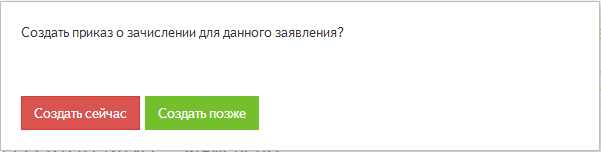 Создать приказ о зачислении для данного заявления?
Создать сейчас
Создать позже